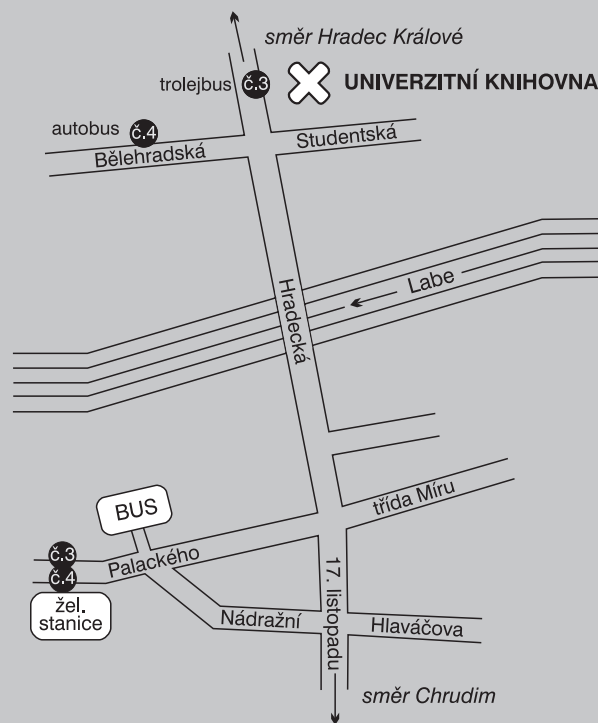 směr Hradec Králové
trolejbus
č.3
UNIVERZITNÍ KNIHOVNA
autobus
č.4
Bělehradská
Studentská
Labe
Hradecká
třída Míru
BUS
č.3
č.4
Palackého
žel.
stanice
17. listopadu
Nádražní
Hlaváčova
směr Chrudim